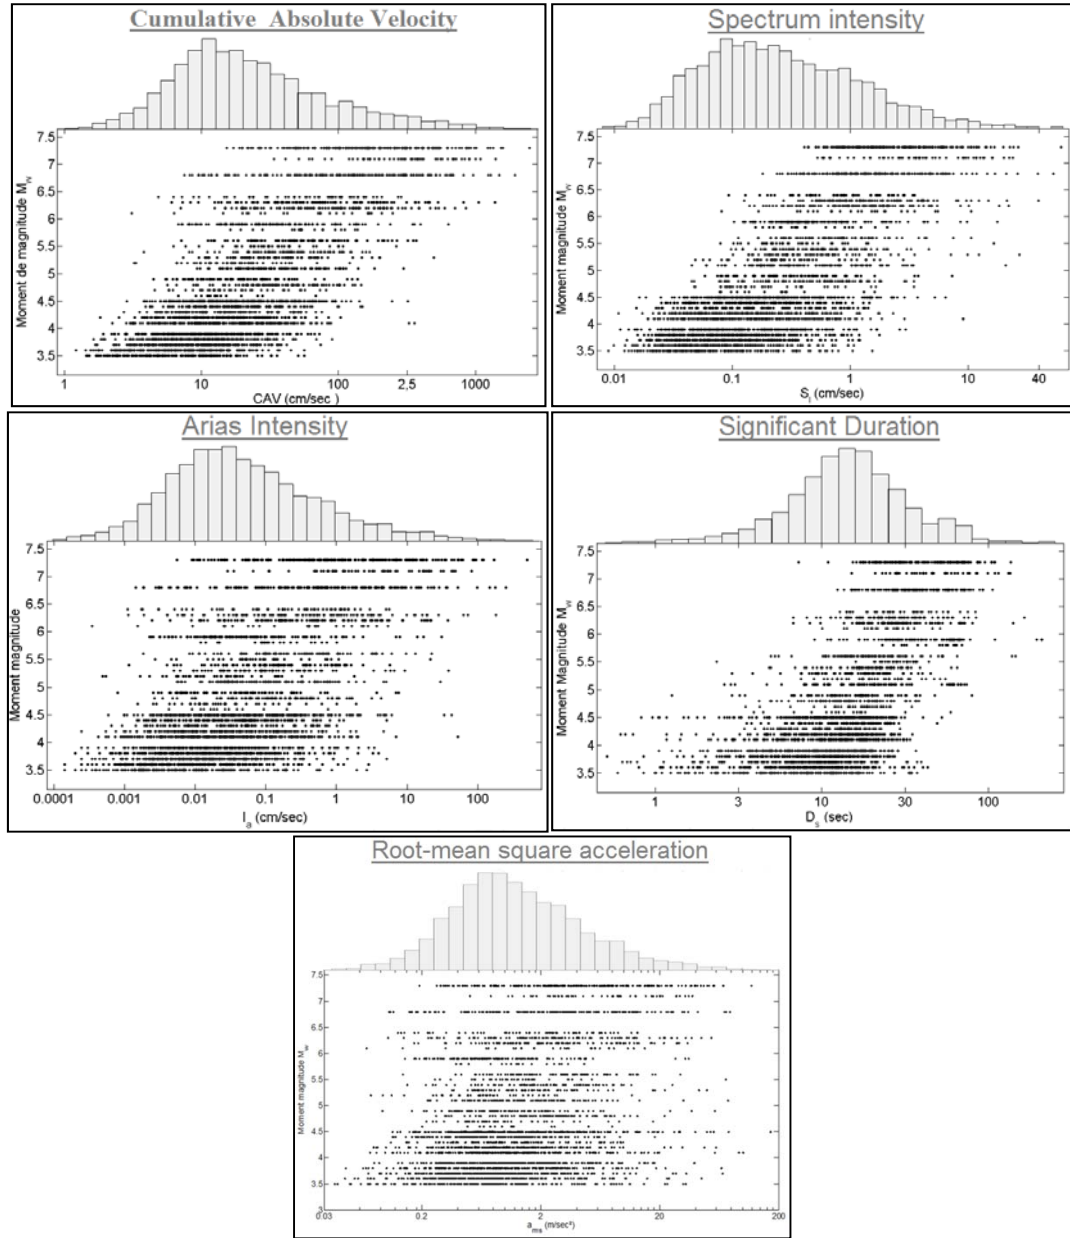 Cumulative Absolute Velocity
7.5
7
6.5
6
5.5
5
4.5
4
3.5
Moment de magnitude Mw
1 10 100 2,5 1000
CAV (cm/sec )
Spectrum intensity
7.5
7
6.5
6
5.5
5
4.5
4
3.5
Moment magnitude Mw
0.01 0.1 1 10 40
SI (cm/sec)
Arias Intensity
7.5
7
6.5
6
5.5
5
4.5
4
3.5
Moment magnitude
0.0001 0.001 0.01 0.1 1 10 100
Ia (cm/sec)
Significant Duration
7.5
7
6.5
6
5.5
5
4.5
4
3.5
Moment Magnitude Mw
1 3 10 30 100
Ds (sec)
Root-mean square acceleration
7.5
7
6.5
6
5.5
5
4.5
4
3.5
3
Moment magnitude Mw
0.03 0.2 2 20 200
arms (m/sec²)